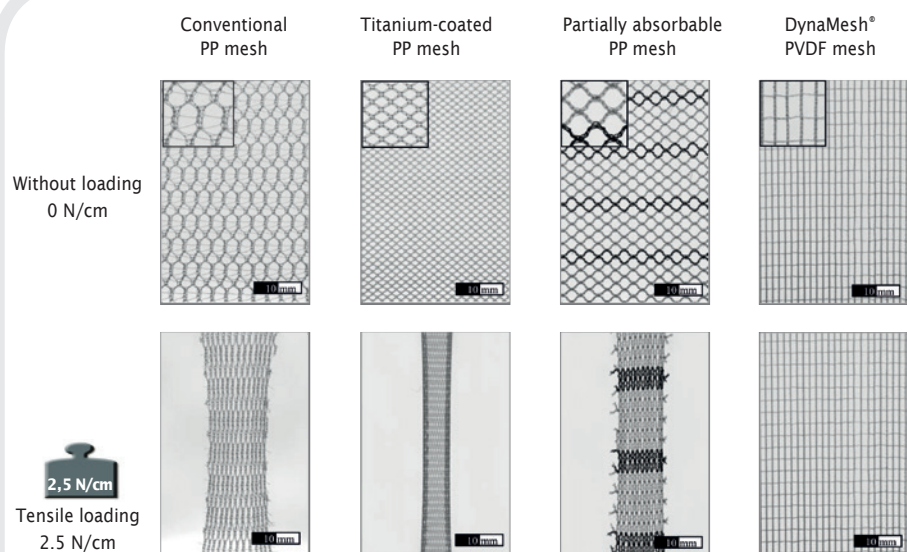 Conventional
PP mesh
Titanium-coated
PP mesh
Partially absorbable
PP mesh
DynaMesh®
PVDF mesh
Without loading
0 N/cm
10 mm
10 mm
10 mm
10 mm
2,5 N/cm
Tensile loading
2.5 N/cm
10 mm
10 mm
10 mm
10 mm